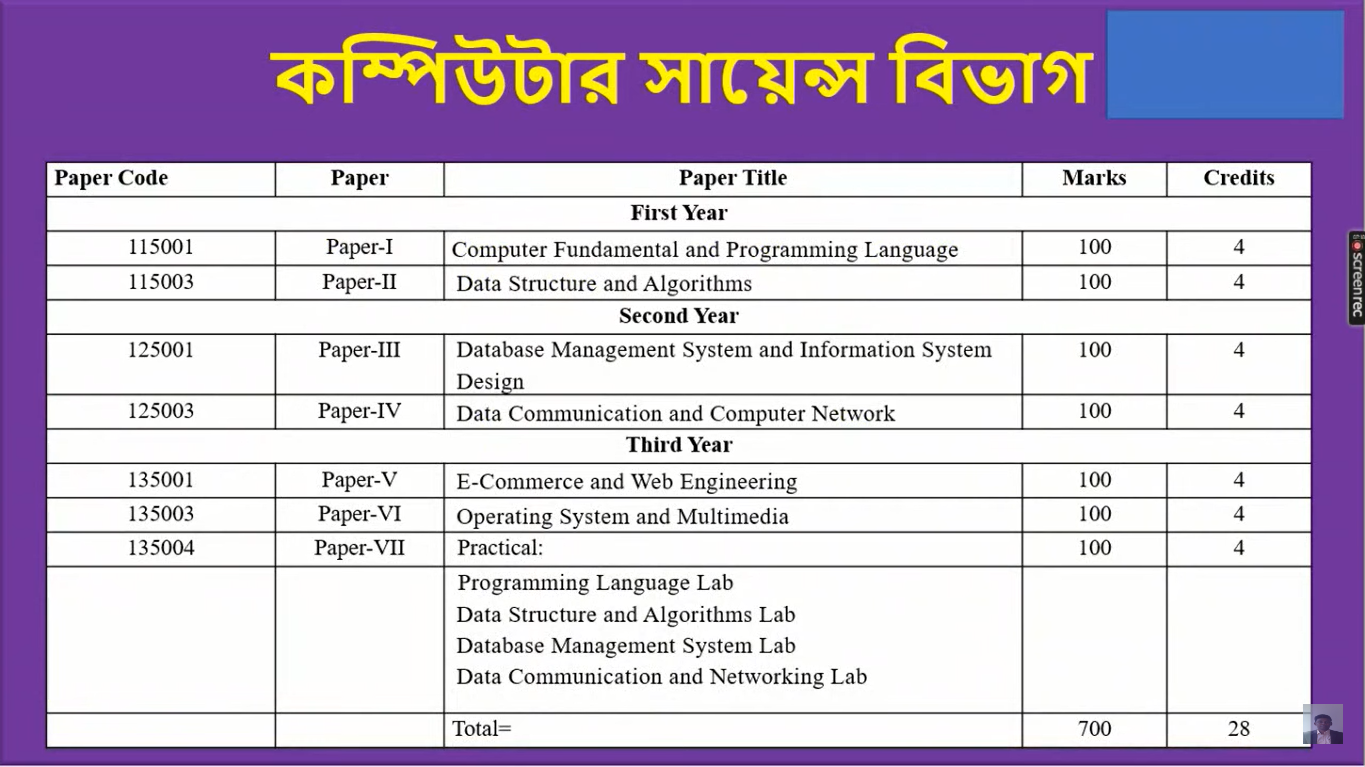 কম্পিউটার সায়েন্স বিভাগ
Paper Code Paper Paper Title Marks Credits
First Year
115001 Paper-I Computer Fundamental and Programming Language 100 4
115003 Paper-II Data Structure and Algorithms 100 4
Second Year
125001 Paper-III Database Management System and Information System 100 4
Design
125003 Paper-IV Data Communication and Computer Network 100 4
Third Year
135001 Paper-V E-Commerce and Web Engineering 100 4
135003 Paper-VI Operating System and Multimedia 100 4
135004 Paper-VII Practical: 100 4
Programming Language Lab
Data Structure and Algorithms Lab
Database Management System Lab
Data Communication and Networking Lab
Total= 700 28
screenrec